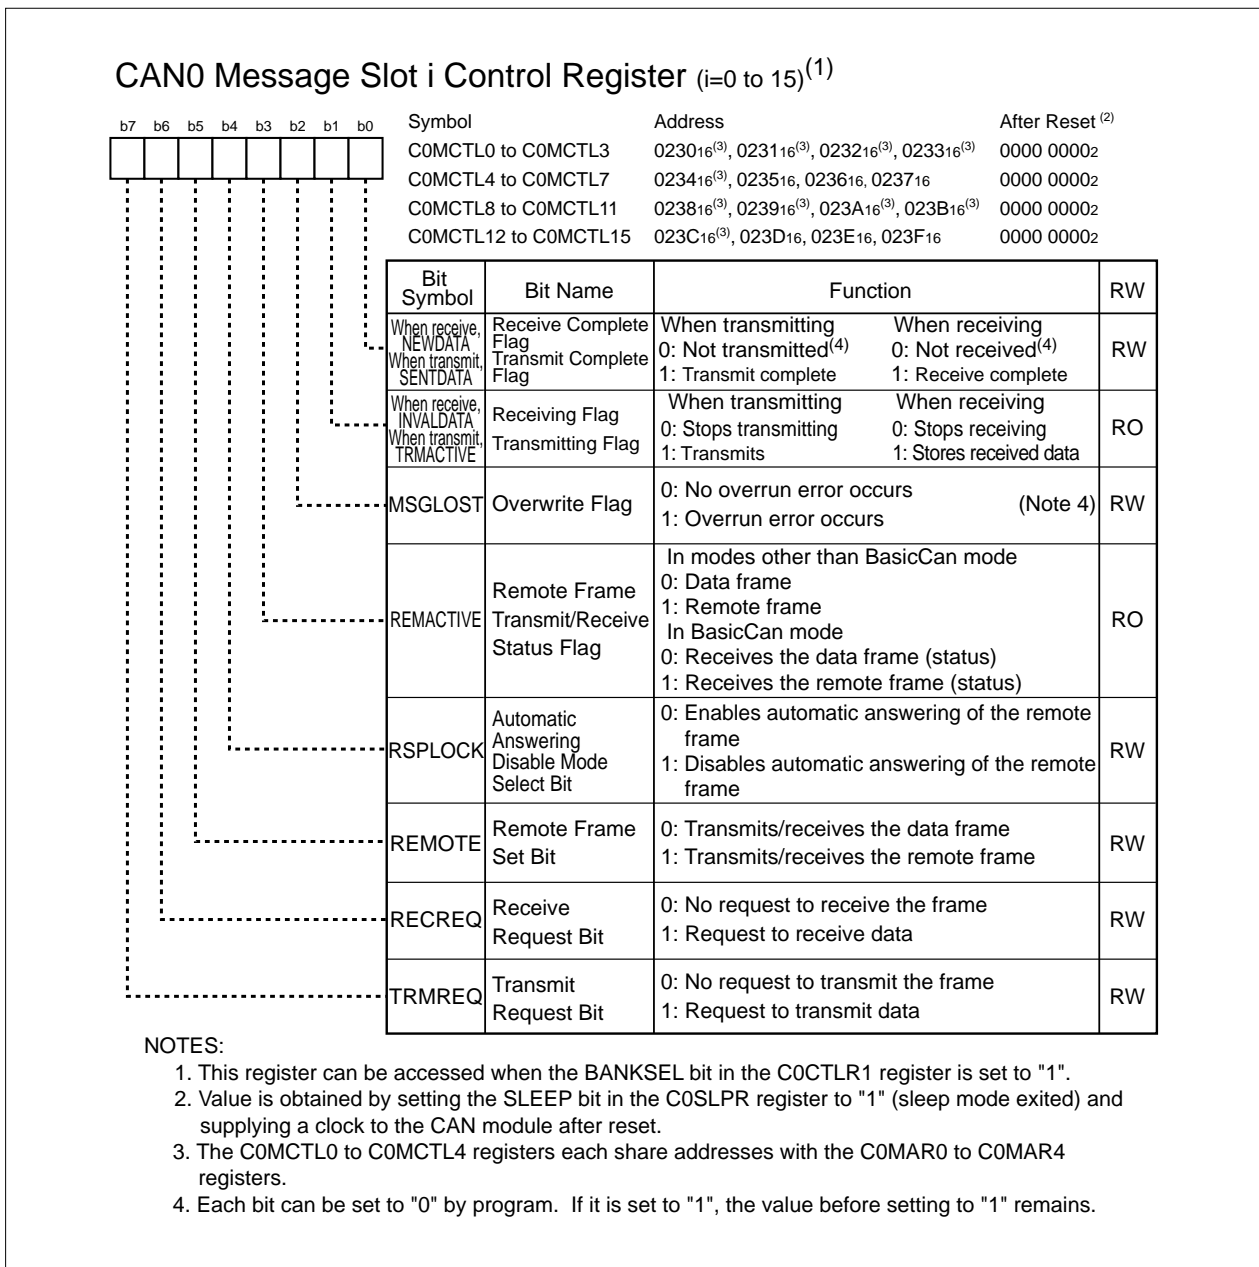 CAN0 Message Slot i Control Register (i=0 to 15)(1)
b7 b6 b5 b4 b3 b2 b1 b0
Symbol Address After Reset (2)
C0MCTL0 to C0MCTL3 023016(3), 023116(3), 023216(3), 023316(3) 0000 00002
C0MCTL4 to C0MCTL7 023416(3), 023516, 023616, 023716 0000 00002
C0MCTL8 to C0MCTL11 023816(3), 023916(3), 023A16(3), 023B16(3) 0000 00002
C0MCTL12 to C0MCTL15 023C16(3), 023D16, 023E16, 023F16 0000 00002
Bit Symbol Bit Name Function RW
When receive,
NEWDATA
When transmit,
SENTDATA
Receive Complete
Flag
Transmit Complete
Flag
When transmitting
0: Not transmitted(4)
1: Transmit complete
When receiving
0: Not received(4)
1: Receive complete
RW
When receive,
INVALDATA
When transmit,
TRMACTIVE
Receiving Flag
Transmitting Flag
When transmitting
0: Stops transmitting
1: Transmits
When receiving
0: Stops receiving
1: Stores received data
RO
MSGLOST
Overwrite Flag
0: No overrun error occurs
1: Overrun error occurs
(Note 4)
RW
REMACTIVE
Remote Frame
Transmit/Receive
Status Flag
In modes other than BasicCan mode
0: Data frame
1: Remote frame
In BasicCan mode
0: Receives the data frame (status)
1: Receives the remote frame (status)
RO
RSPLOCK
Automatic
Answering
Disable Mode
Select Bit
0: Enables automatic answering of the remote
frame
1: Disables automatic answering of the remote
frame
RW
REMOTE
Remote Frame
Set Bit
0: Transmits/receives the data frame
1: Transmits/receives the remote frame
RW
RECREQ
Receive
Request Bit
0: No request to receive the frame
1: Request to receive data
RW
TRMREQ
Transmit
Request Bit
0: No request to transmit the frame
1: Request to transmit data
RW
NOTES:
1. This register can be accessed when the BANKSEL bit in the C0CTLR1 register is set to "1".
2. Value is obtained by setting the SLEEP bit in the C0SLPR register to "1" (sleep mode exited) and
supplying a clock to the CAN module after reset.
3. The C0MCTL0 to C0MCTL4 registers each share addresses with the C0MAR0 to C0MAR4
registers.
4. Each bit can be set to "0" by program. If it is set to "1", the value before setting to "1" remains.